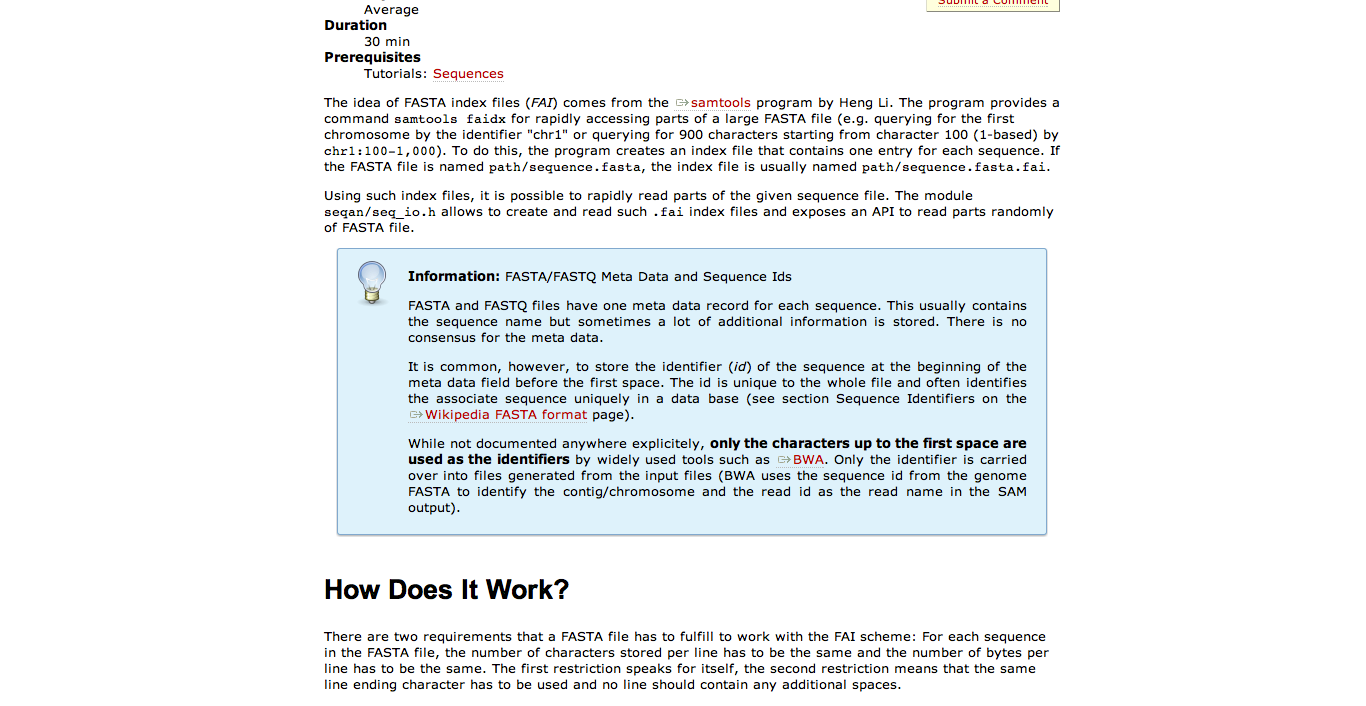 Submit a Comment
Average
Duration
30 min
Prerequisites
Tutorials: Sequences
The idea of FASTA index files (FAI) comes from the samtools program by Heng Li. The program provides a
command samtools faidx for rapidly accessing parts of a large FASTA file (e.g. querying for the first
chromosome by the identifier "chr1" or querying for 900 characters starting from character 100 (1-based) by
chr1:100-1,000). To do this, the program creates an index file that contains one entry for each sequence. If
the FASTA file is named path/sequence.fasta, the index file is usually named path/sequence.fasta.fai.
Using such index files, it is possible to rapidly read parts of the given sequence file. The module
seqan/seq_io.h allows to create and read such .fai index files and exposes an API to read parts randomly
of FASTA file.
Information: FASTA/FASTQ Meta Data and Sequence Ids
FASTA and FASTQ files have one meta data record for each sequence. This usually contains
the sequence name but sometimes a lot of additional information is stored. There is no
consensus for the meta data.
It is common, however, to store the identifier (id) of the sequence at the beginning of the
meta data field before the first space. The id is unique to the whole file and often identifies
the associate sequence uniquely in a data base (see section Sequence Identifiers on the
Wikipedia FASTA format page).
While not documented anywhere explicitely, only the characters up to the first space are
used as the identifiers by widely used tools such as BWA. Only the identifier is carried
over into files generated from the input files (BWA uses the sequence id from the genome
FASTA to identify the contig/chromosome and the read id as the read name in the SAM
output).
How Does It Work?
There are two requirements that a FASTA file has to fulfill to work with the FAI scheme: For each sequence
in the FASTA file, the number of characters stored per line has to be the same and the number of bytes per
line has to be the same. The first restriction speaks for itself, the second restriction means that the same
line ending character has to be used and no line should contain any additional spaces.